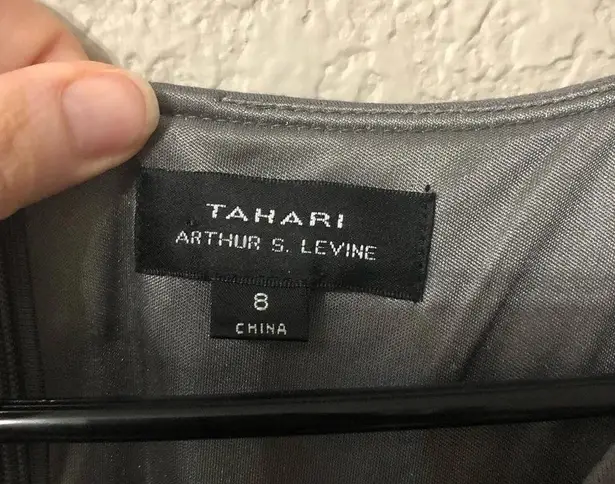 TAHARI
ARTHUR S. LEVINE
8
CHINA